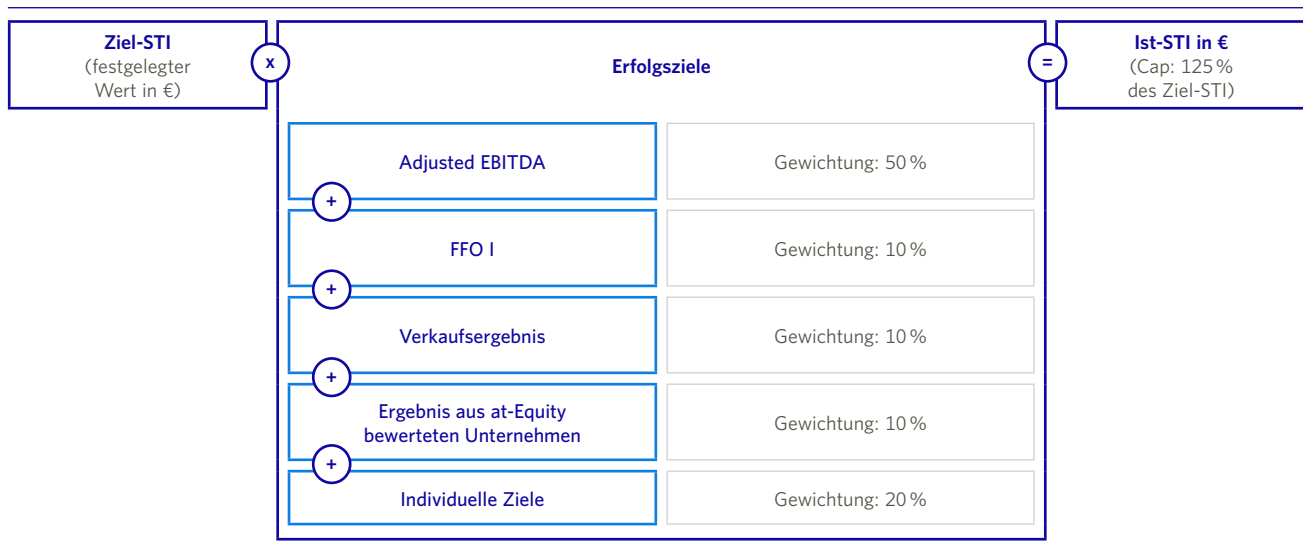 Ziel-STI
(festgelegter
Wert in €)
x
Erfolgsziele
=
Ist-STI in €
(Cap: 125 %
des Ziel-STI)
Adjusted EBITDA
Gewichtung: 50 %
+
FFO I
Gewichtung: 10 %
+
Verkaufsergebnis
Gewichtung: 10 %
+
Ergebnis aus at-Equity
bewerteten Unternehmen
Gewichtung: 10 %
+
Individuelle Ziele
Gewichtung: 20 %